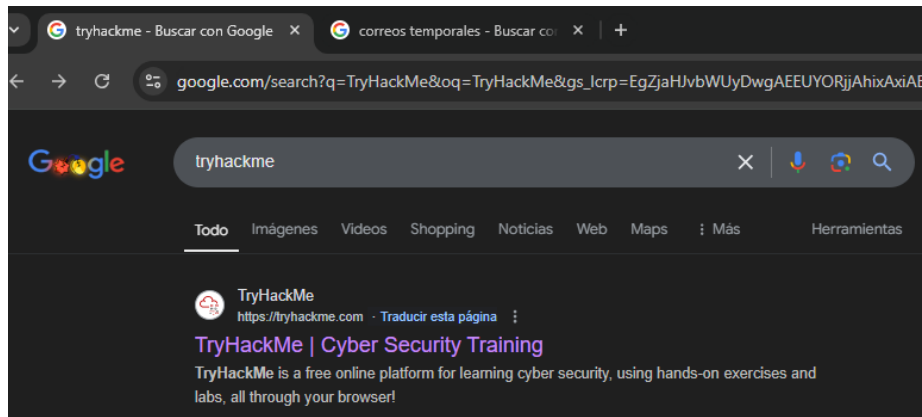 tryhackme - Buscar con Google
correos temporales - Buscar co
google.com/search?q=TryHackMe&oq=TryHackMe&gs_lcrp=EgZjaHJvbWUyDwgAEEUYORjjAhixAxiAE
Google
tryhackme
Todo Imágenes Videos Shopping Noticias Web Maps Más Herramientas
TryHackMe
https://tryhackme.com · Traducir esta página
TryHackMe | Cyber Security Training
TryHackMe is a free online platform for learning cyber security, using hands-on exercises and
labs, all through your browser!